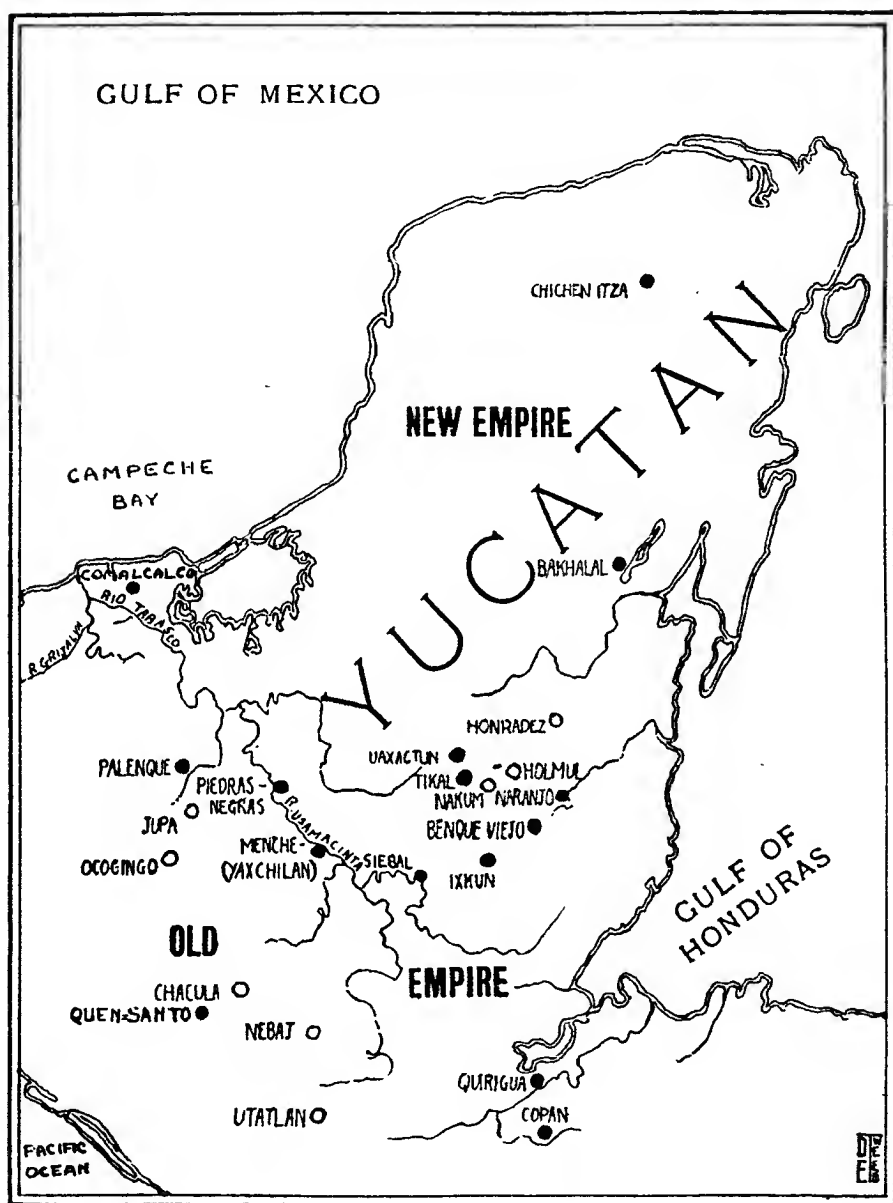 GULF OF MEXICO
CHICHEN ITZA
YUCATAN
NEW EMPIRE
CAMPECHE
BAY
BAKHALAL
COMALCALCO
RIO TABASCO
R. GRIJALVA
HONRADEZ
UAXACTUN
HOLMUL
TIKAL
NAKUM
NARANJO
PALENQUE
PIEDRAS-
NEGRAS
JUPA
BENQUE VIEJO
R. USAMACINTA
MENCHE-
(YAXCHILAN)
SIEBAL
OCOGINGO
IXKUN
GULF OF
HONDURAS
OLD
EMPIRE
CHACULA
QUEN-SANTO
NEBAJ
QUIRIGUA
UTATLAN
COPAN
PACIFIC
OCEAN